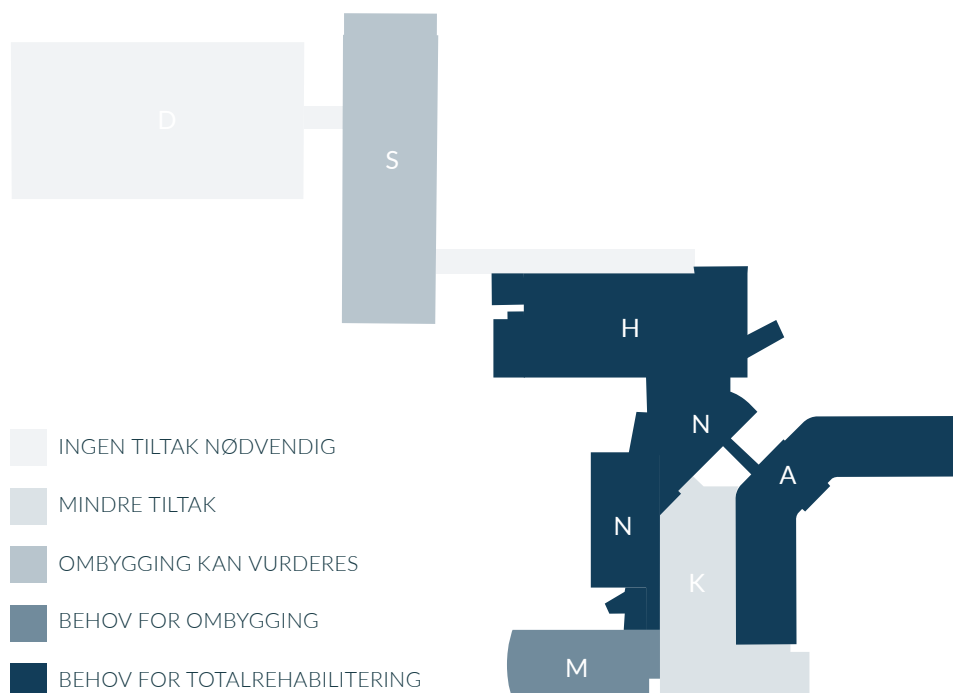 D
S
H
N
A
N
K
M
INGEN TILTAK NØDVENDIG
MINDRE TILTAK
OMBYGGING KAN VURDERES
BEHOV FOR OMBYGGING
BEHOV FOR TOTALREHABILITERING